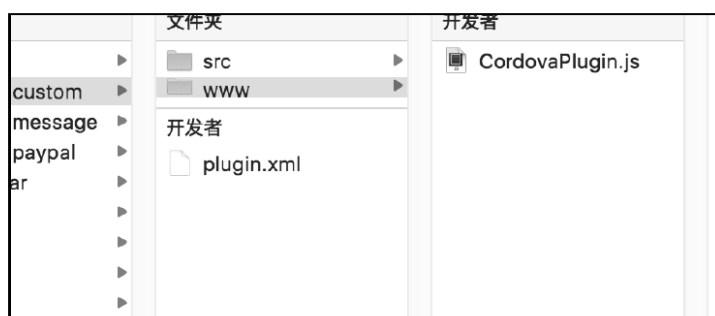 custom
message
paypal
ar
文件夹
src
www
开发者
plugin.xml
开发者
CordovaPlugin.js